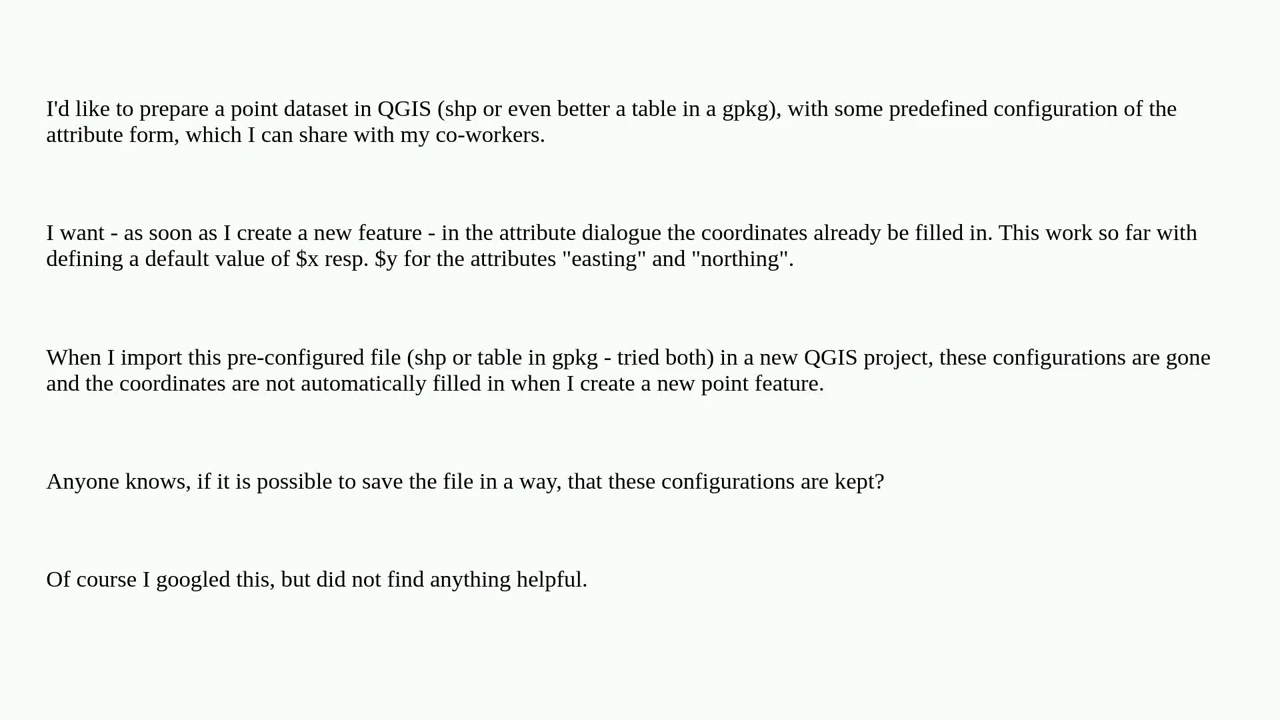 I'd like to prepare a point dataset in QGIS (shp or even better a table in a gpkg), with some predefined configuration of the
attribute form, which I can share with my co-workers.
I want - as soon as I create a new feature - in the attribute dialogue the coordinates already be filled in. This work so far with
defining a default value of $x resp. $y for the attributes "easting" and "northing".
When I import this pre-configured file (shp or table in gpkg - tried both) in a new QGIS project, these configurations are gone
and the coordinates are not automatically filled in when I create a new point feature.
Anyone knows, if it is possible to save the file in a way, that these configurations are kept?
Of course I googled this, but did not find anything helpful.